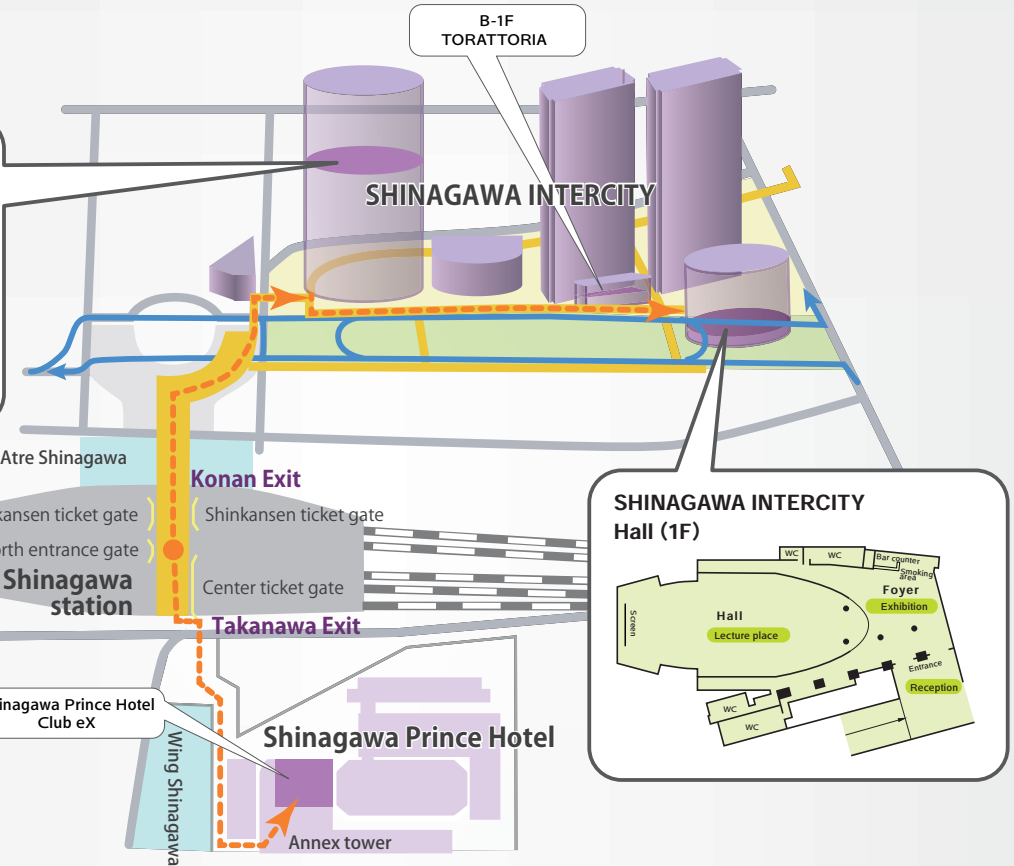 B-1F
TORATTORIA
SHINAGAWA INTERCITY
Atre Shinagawa
Konan Exit
kansen ticket gate
Shinkansen ticket gate
rth entrance gate
Shinagawa
station
Center ticket gate
Takanawa Exit
inagawa Prince Hotel
Club eX
Shinagawa Prince Hotel
Wing Shinagawa
Annex tower
SHINAGAWA INTERCITY
Hall (1F)
WC
WC
Bar counter
Smoking
area
Foyer
Exhibition
Hall
Lecture place
Screen
Entrance
Reception
WC
WC